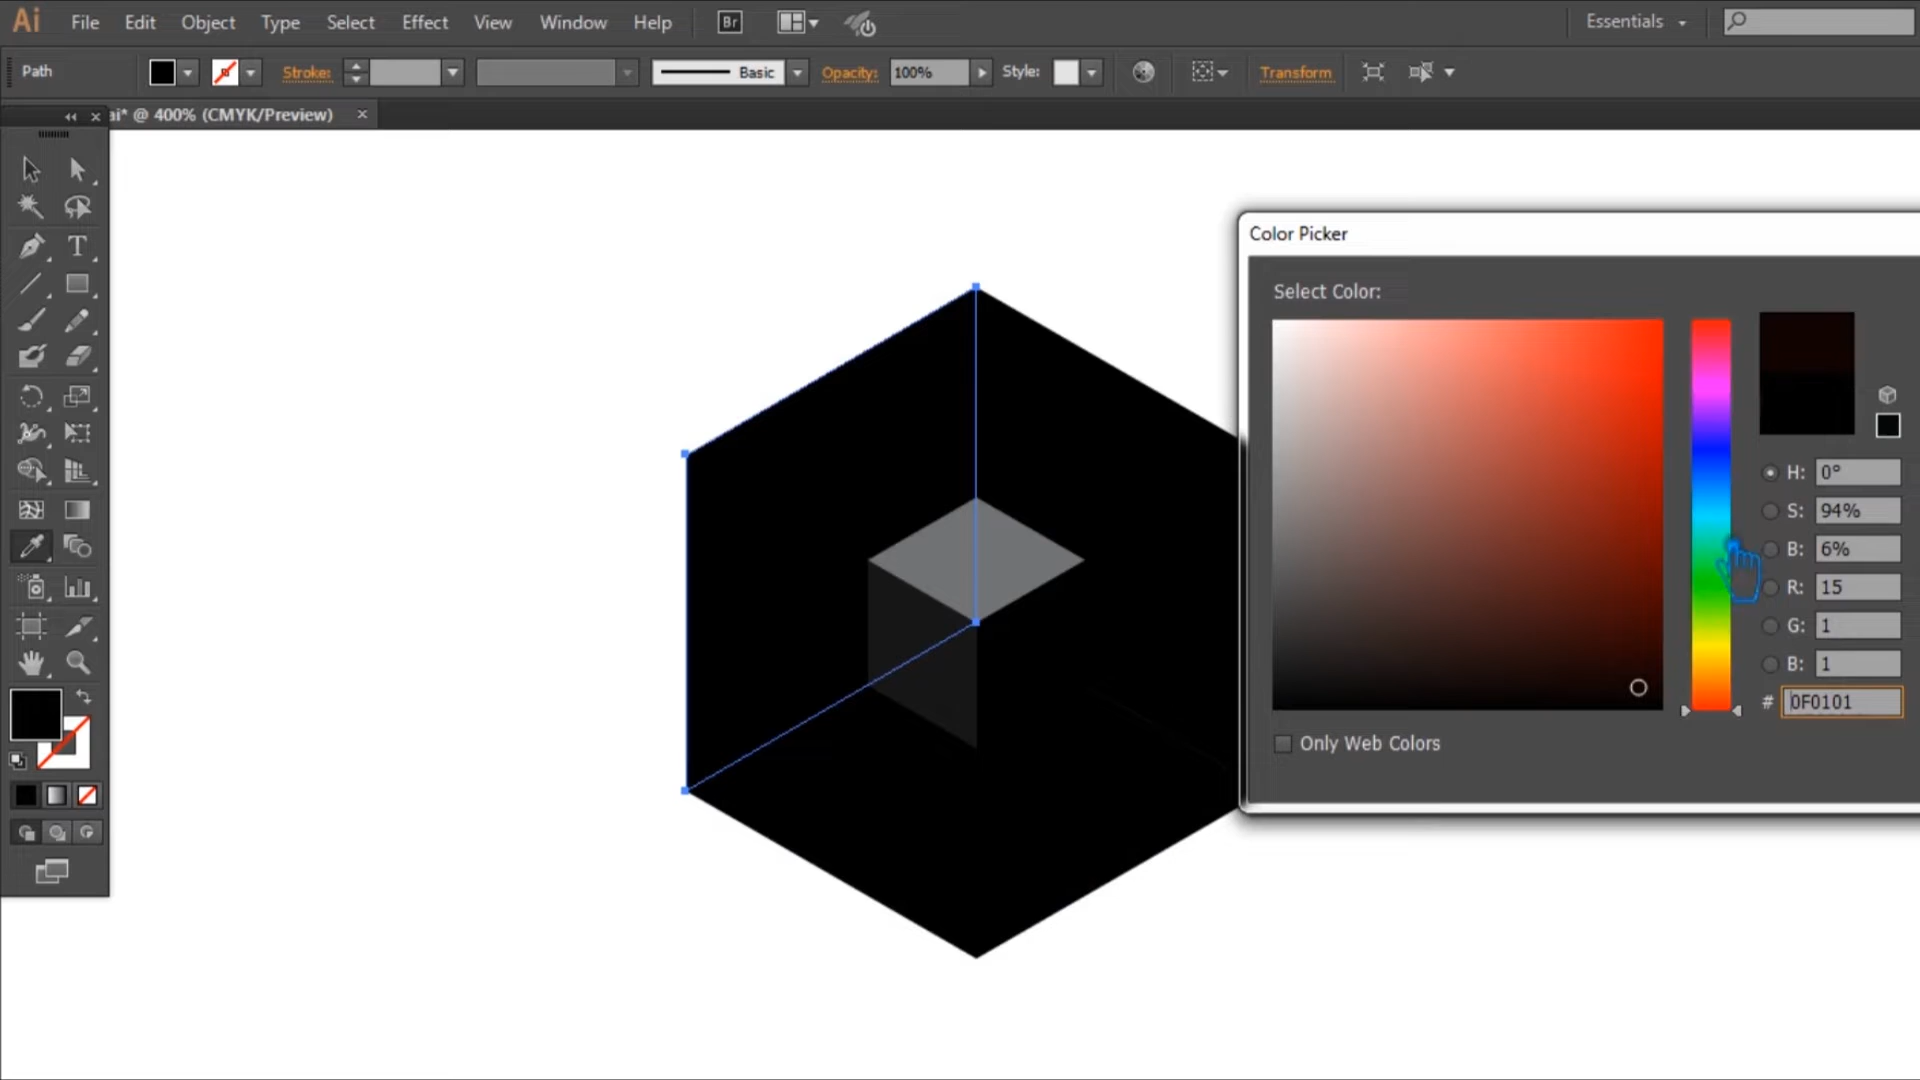 Ai File Edit Object Type Select Effect View Window Help Br Essentials
Path Stroke: Basic Opacity: 100% Style: Transform
ai* @ 400% (CMYK/Preview)
T
Color Picker
Select Color:
H: 0°
S: 94%
B: 6%
R: 15
G: 1
B: 1
# 0F0101
Only Web Colors